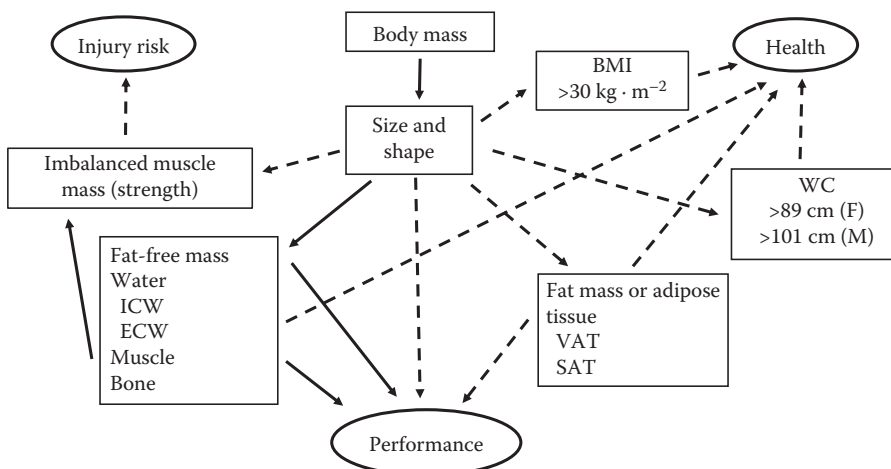 Injury risk
Body mass
Health
BMI
>30 kg · m⁻²
Size and
shape
Imbalanced muscle
mass (strength)
WC
>89 cm (F)
>101 cm (M)
Fat-free mass
Water
ICW
ECW
Muscle
Bone
Fat mass or adipose
tissue
VAT
SAT
Performance